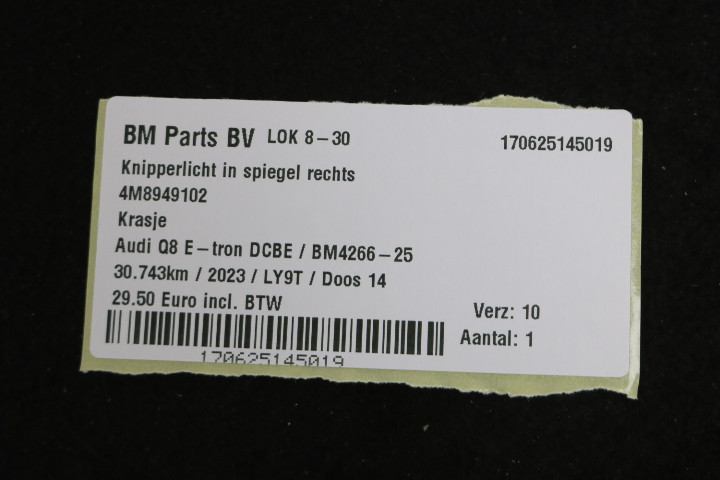 BM Parts BV LOK 8-30 170625145019
Knipperlicht in spiegel rechts
4M8949102
Krasje
Audi Q8 E-tron DCBE / BM4266-25
30.743km / 2023 / LY9T / Doos 14
29.50 Euro incl. BTW
Verz: 10
Aantal: 1
170625145019